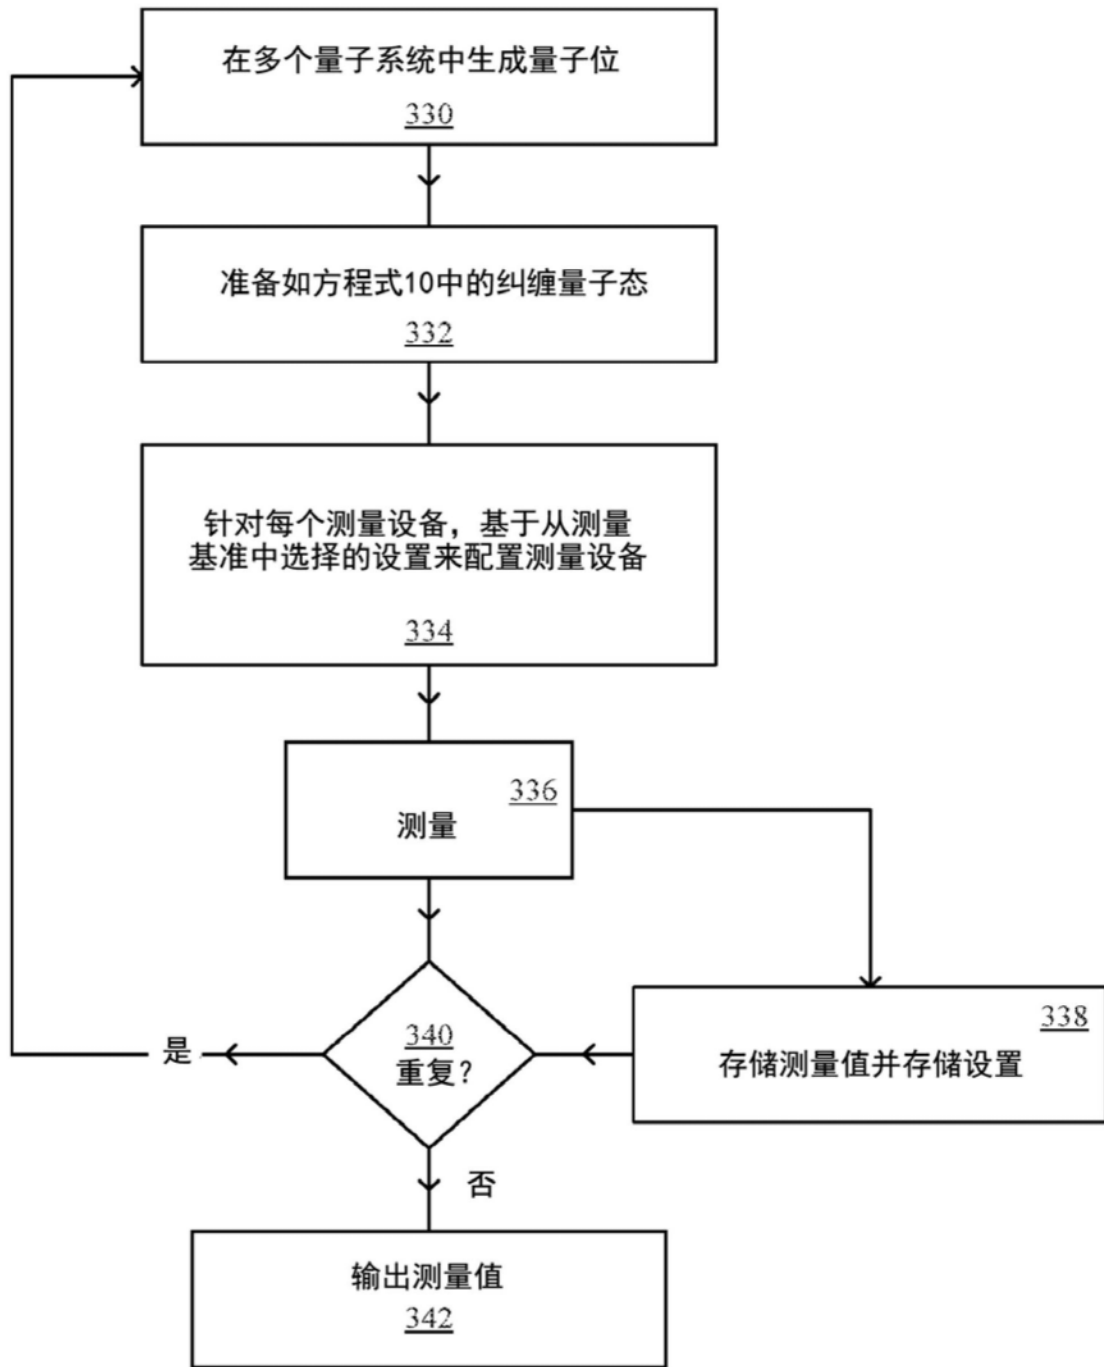 在多个量子系统中生成量子位
330
准备如方程式10中的纠缠量子态
332
针对每个测量设备，基于从测量
基准中选择的设置来配置测量设备
334
336
测量
338
存储测量值并存储设置
340
重复？
是
否
输出测量值
342